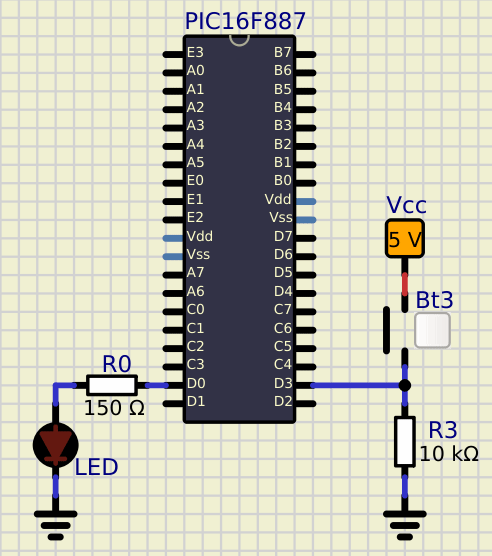 PIC16F887
E3 B7
A0 B6
A1 B5
A2 B4
A3 B3
A4 B2
A5 B1
E0 B0
E1 Vdd
E2 Vss
Vdd D7
Vss D6
A7 D5
A6 D4
C0 C7
C1 C6
C2 C5
C3 C4
D0 D3
D1 D2
Vcc
5 V
Bt3
R0
150 Ω
LED
R3
10 kΩ